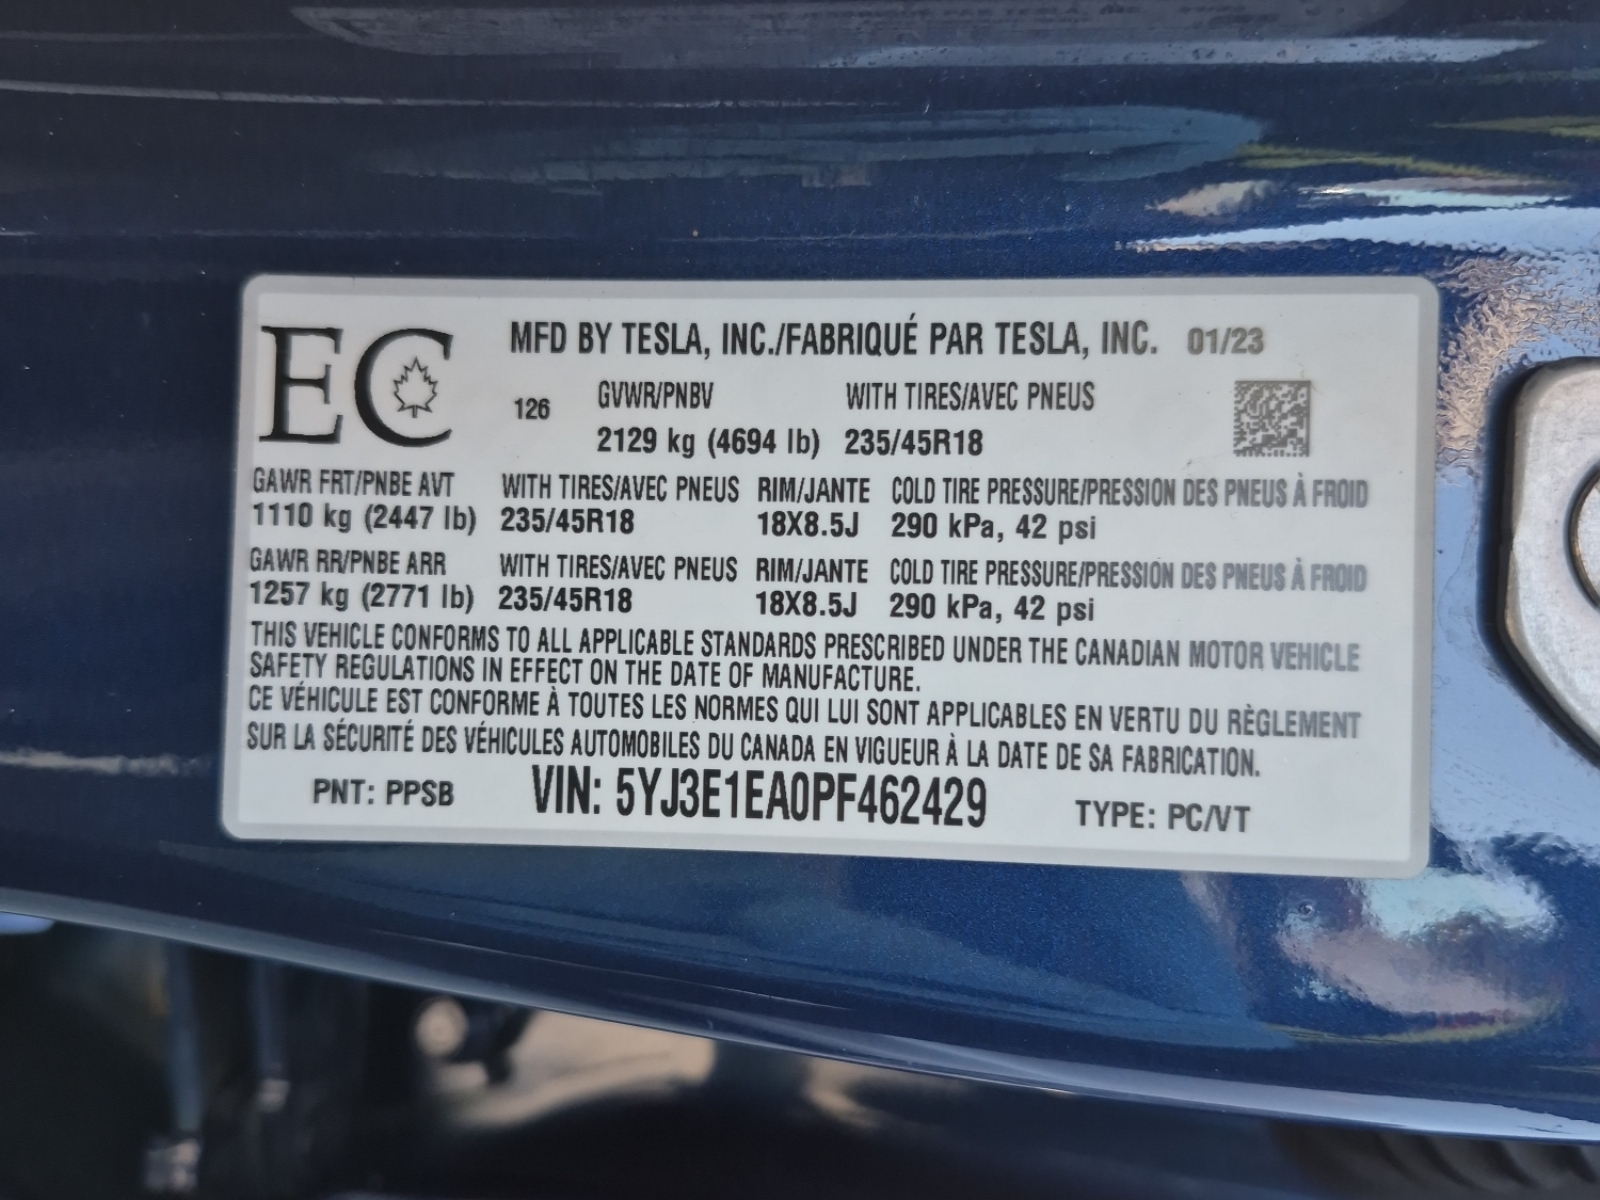 EC
MFD BY TESLA, INC./FABRIQUÉ PAR TESLA, INC. 01/23
126 GVWR/PNBV WITH TIRES/AVEC PNEUS
2129 kg (4694 lb) 235/45R18
GAWR FRT/PNBE AVT WITH TIRES/AVEC PNEUS RIM/JANTE COLD TIRE PRESSURE/PRESSION DES PNEUS À FROID
1110 kg (2447 lb) 235/45R18 18X8.5J 290 kPa, 42 psi
GAWR RR/PNBE ARR WITH TIRES/AVEC PNEUS RIM/JANTE COLD TIRE PRESSURE/PRESSION DES PNEUS À FROID
1257 kg (2771 lb) 235/45R18 18X8.5J 290 kPa, 42 psi
THIS VEHICLE CONFORMS TO ALL APPLICABLE STANDARDS PRESCRIBED UNDER THE CANADIAN MOTOR VEHICLE
SAFETY REGULATIONS IN EFFECT ON THE DATE OF MANUFACTURE.
CE VÉHICULE EST CONFORME À TOUTES LES NORMES QUI LUI SONT APPLICABLES EN VERTU DU RÈGLEMENT
SUR LA SÉCURITÉ DES VÉHICULES AUTOMOBILES DU CANADA EN VIGUEUR À LA DATE DE SA FABRICATION.
PNT: PPSB VIN: 5YJ3E1EA0PF462429 TYPE: PC/VT